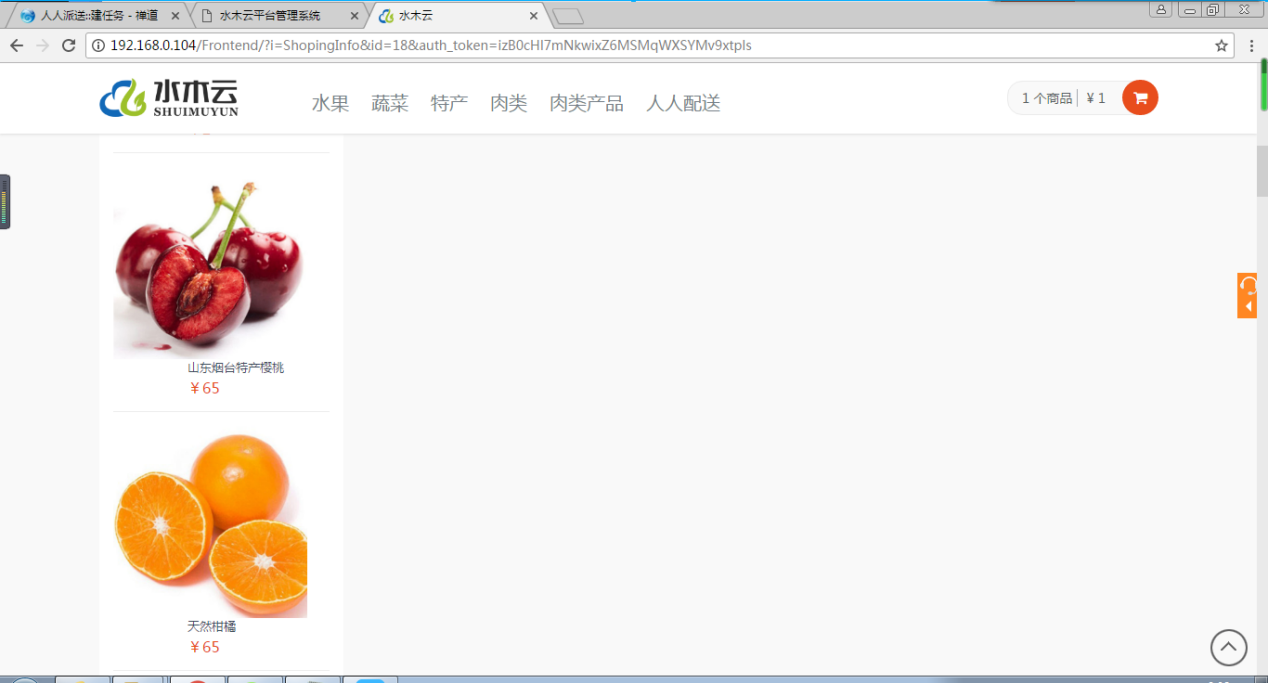 人人派送::建任务 - 禅道
水木云平台管理系统
水木云
192.168.0.104/Frontend/?i=ShopingInfo&id=18&auth_token=izB0cHI7mNkwixZ6MSMqWXSYMv9xtpls
水木云
SHUIMUYUN
水果 蔬菜 特产 肉类 肉类产品 人人配送
1 个商品 ¥ 1
山东烟台特产樱桃
¥65
天然柑橘
¥65